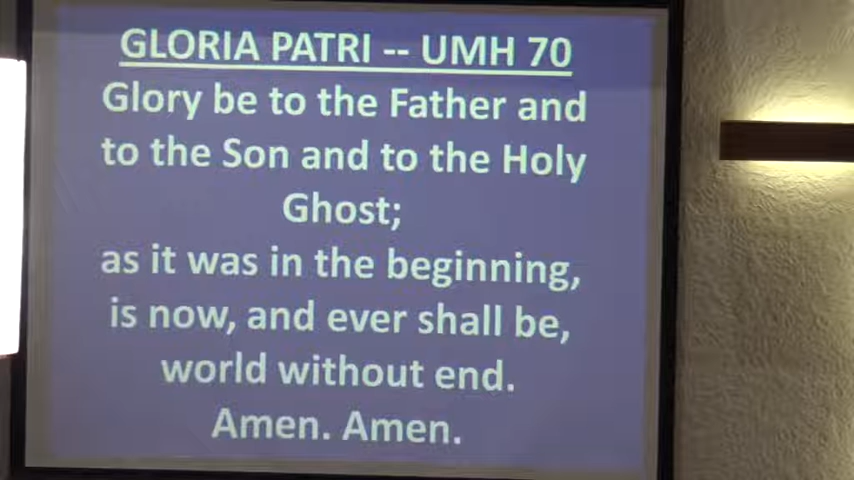 GLORIA PATRI -- UMH 70
Glory be to the Father and
to the Son and to the Holy
Ghost;
as it was in the beginning,
is now, and ever shall be,
world without end.
Amen. Amen.